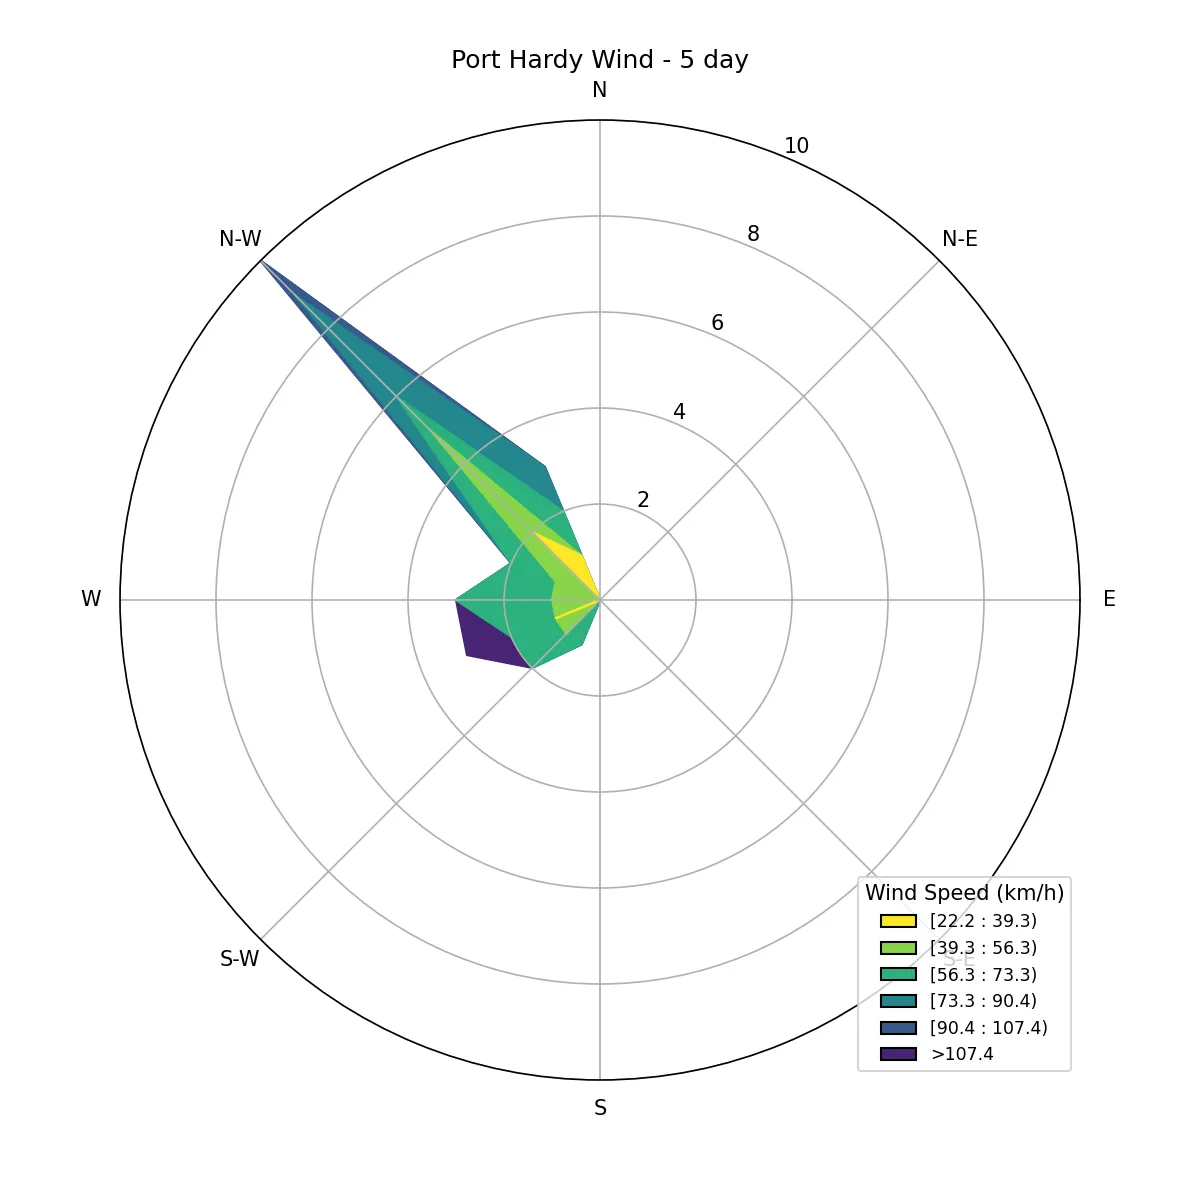 Port Hardy Wind - 5 day
N
10
N-W
N-E
8
6
4
2
W
E
Wind Speed (km/h)
[22.2 : 39.3)
[39.3 : 56.3)
S-W
S-E
[56.3 : 73.3)
[73.3 : 90.4)
[90.4 : 107.4)
>107.4
S